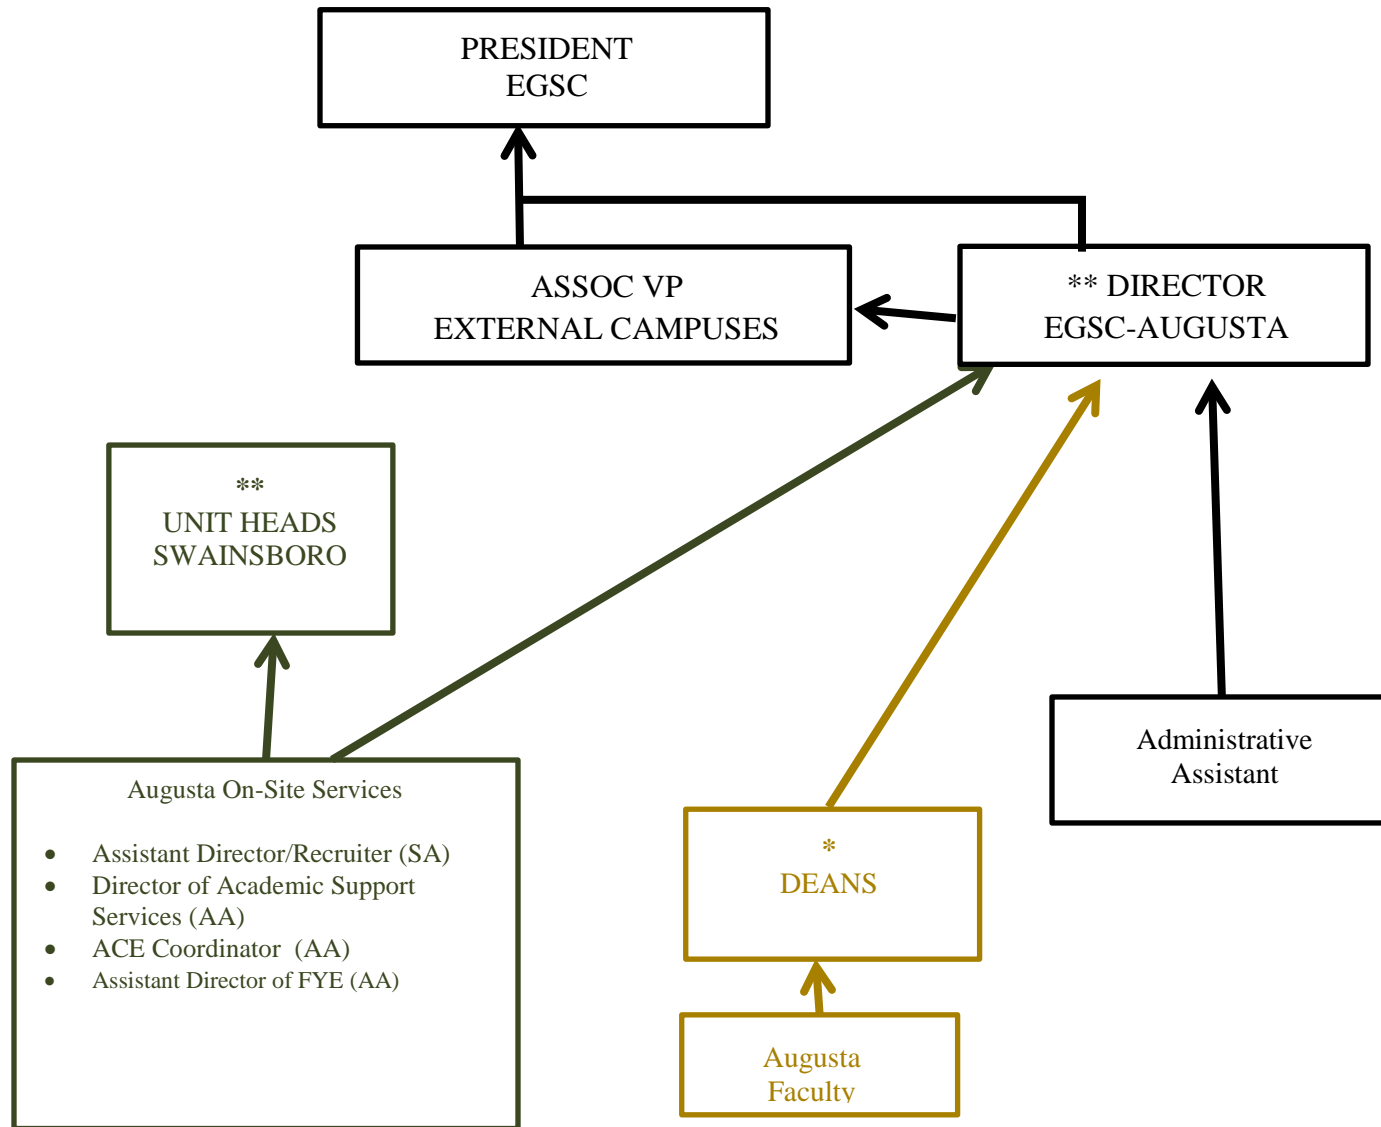 PRESIDENT
EGSC
ASSOC VP
EXTERNAL CAMPUSES
** DIRECTOR
EGSC-AUGUSTA
**
UNIT HEADS
SWAINSBORO
Administrative
Assistant
Augusta On-Site Services
• Assistant Director/Recruiter (SA)
• Director of Academic Support
Services (AA)
• ACE Coordinator (AA)
• Assistant Director of FYE (AA)
*
DEANS
Augusta
Faculty